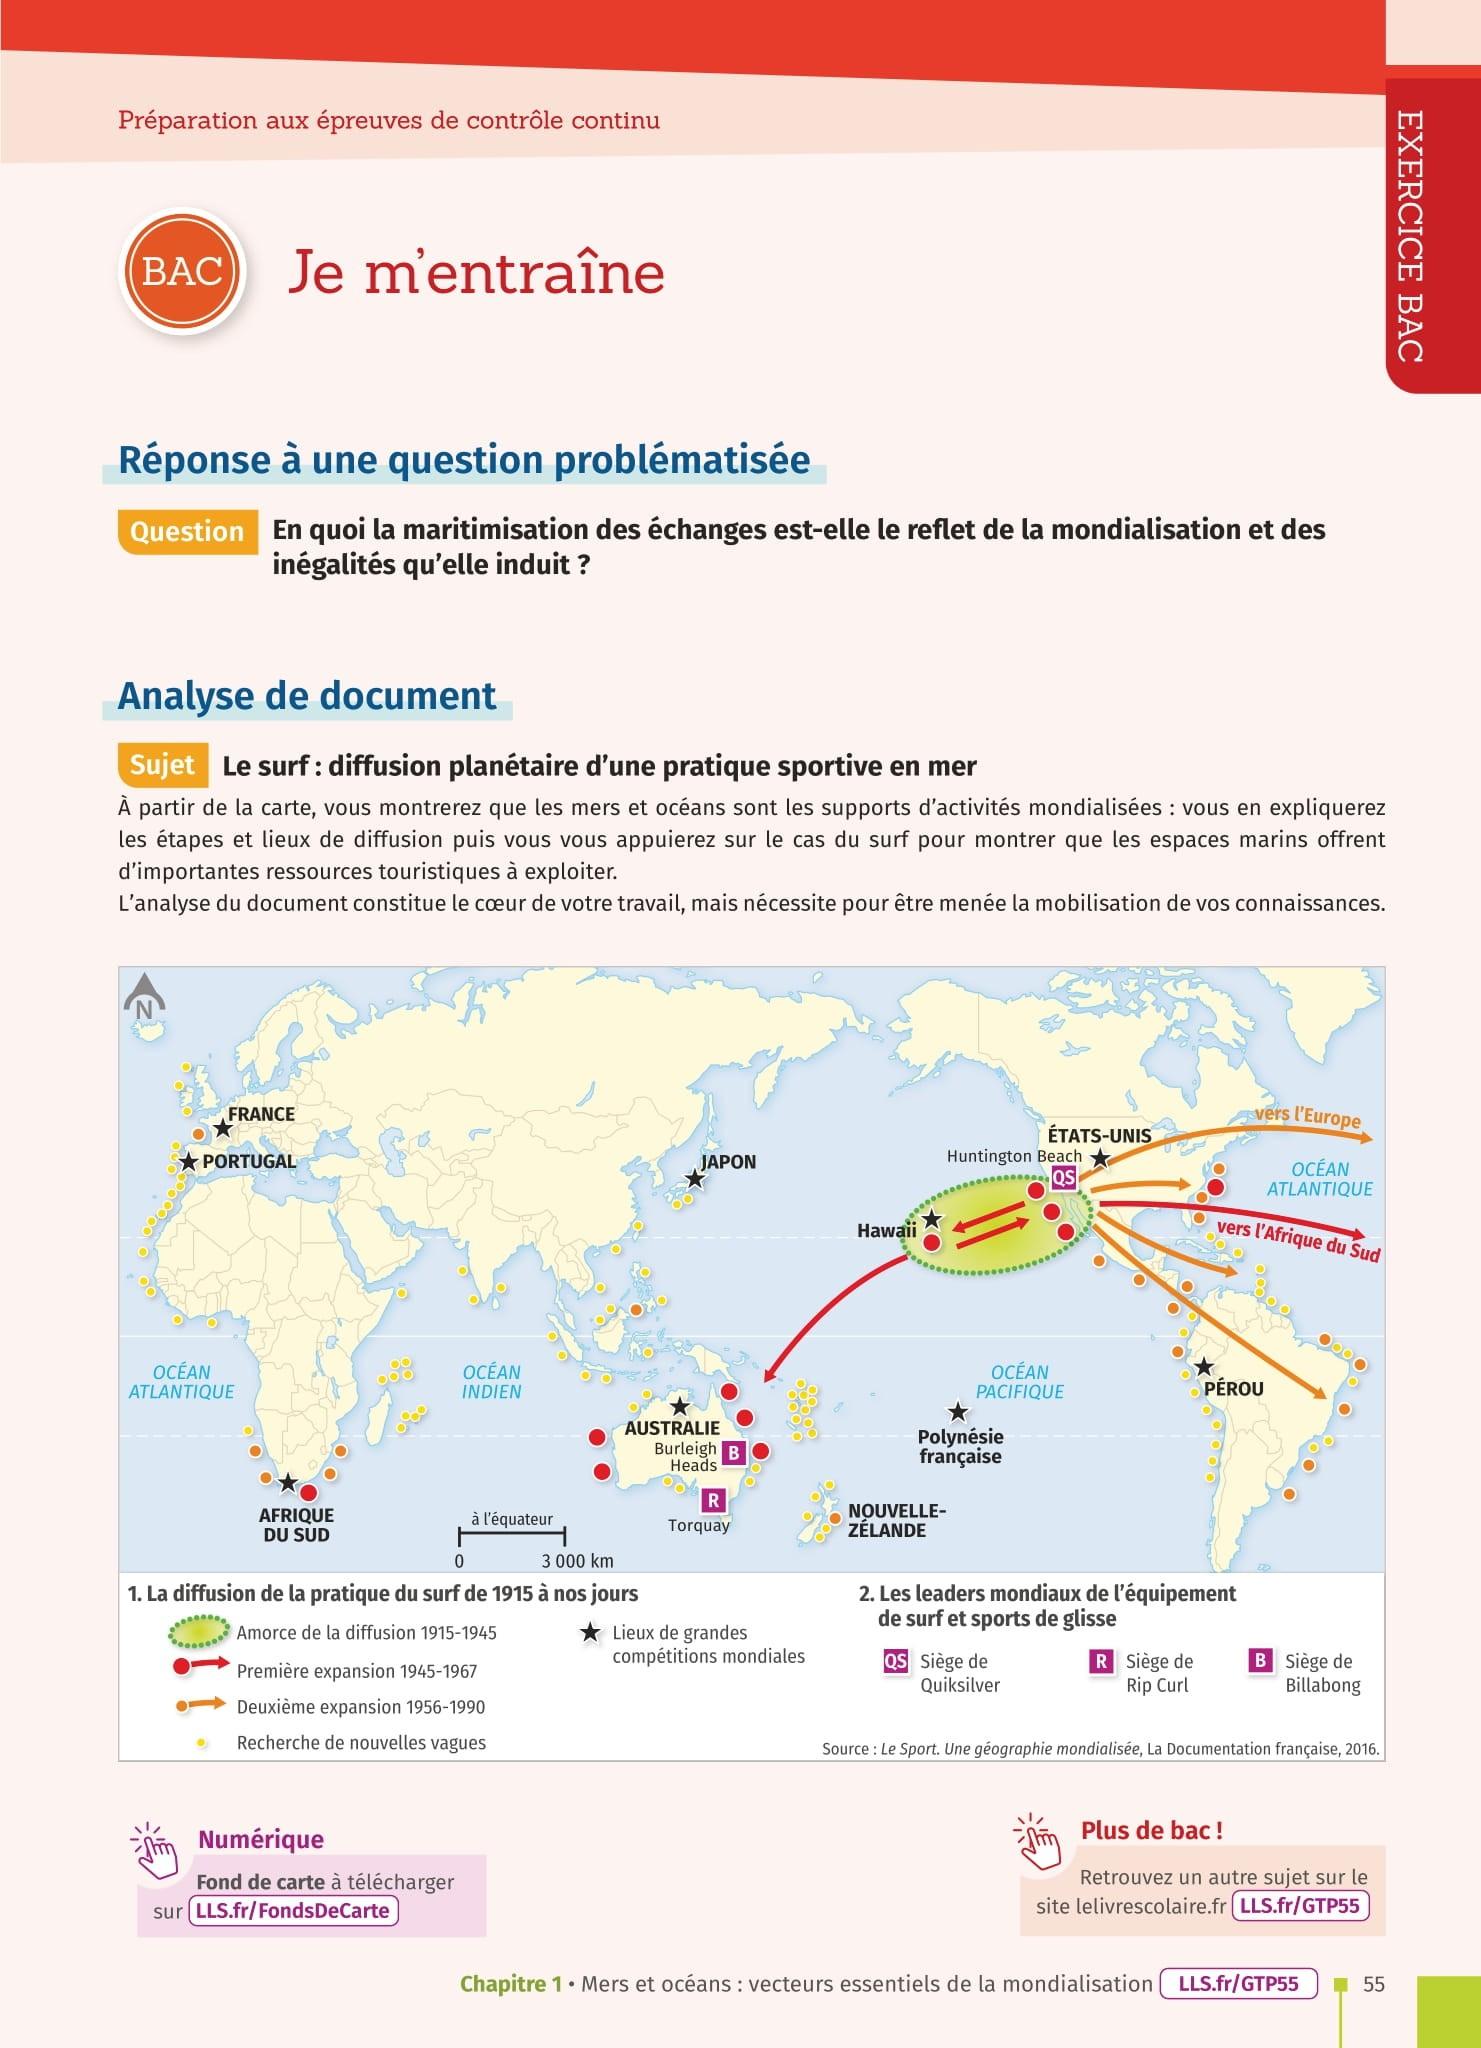 Préparation aux épreuves de contrôle continu
EXERCICE BAC
BAC
Je m'entraîne
Réponse à une question problématisée
Question
En quoi la maritimisation des échanges est-elle le reflet de la mondialisation et des
inégalités qu'elle induit ?
Analyse de document
Sujet
Le surf : diffusion planétaire d'une pratique sportive en mer
À partir de la carte, vous montrerez que les mers et océans sont les supports d'activités mondialisées : vous en expliquerez
les étapes et lieux de diffusion puis vous vous appuierez sur le cas du surf pour montrer que les espaces marins offrent
d'importantes ressources touristiques à exploiter.
L'analyse du document constitue le cœur de votre travail, mais nécessite pour être menée la mobilisation de vos connaissances.
N
FRANCE
PORTUGAL
JAPON
ÉTATS-UNIS
Huntington Beach
QS
vers l'Europe
OCÉAN
ATLANTIQUE
Hawaii
vers l'Afrique du Sud
OCÉAN
ATLANTIQUE
OCÉAN
INDIEN
OCÉAN
PACIFIQUE
PÉROU
AUSTRALIE
Burleigh
Heads
B
R
Torquay
Polynésie
française
NOUVELLE-
ZÉLANDE
AFRIQUE
DU SUD
à l'équateur
0
3 000 km
1. La diffusion de la pratique du surf de 1915 à nos jours
Amorce de la diffusion 1915-1945
Première expansion 1945-1967
Deuxième expansion 1956-1990
Recherche de nouvelles vagues
Lieux de grandes
compétitions mondiales
2. Les leaders mondiaux de l'équipement
de surf et sports de glisse
QS
Siège de
Quiksilver
R
Siège de
Rip Curl
B
Siège de
Billabong
Source : Le Sport. Une géographie mondialisée, La Documentation française, 2016.
Numérique
Fond de carte à télécharger
sur LLS.fr/FondsDeCarte
Plus de bac !
Retrouvez un autre sujet sur le
site lelivrescolaire.fr LLS.fr/GTP55
Chapitre 1 • Mers et océans : vecteurs essentiels de la mondialisation LLS.fr/GTP55 55